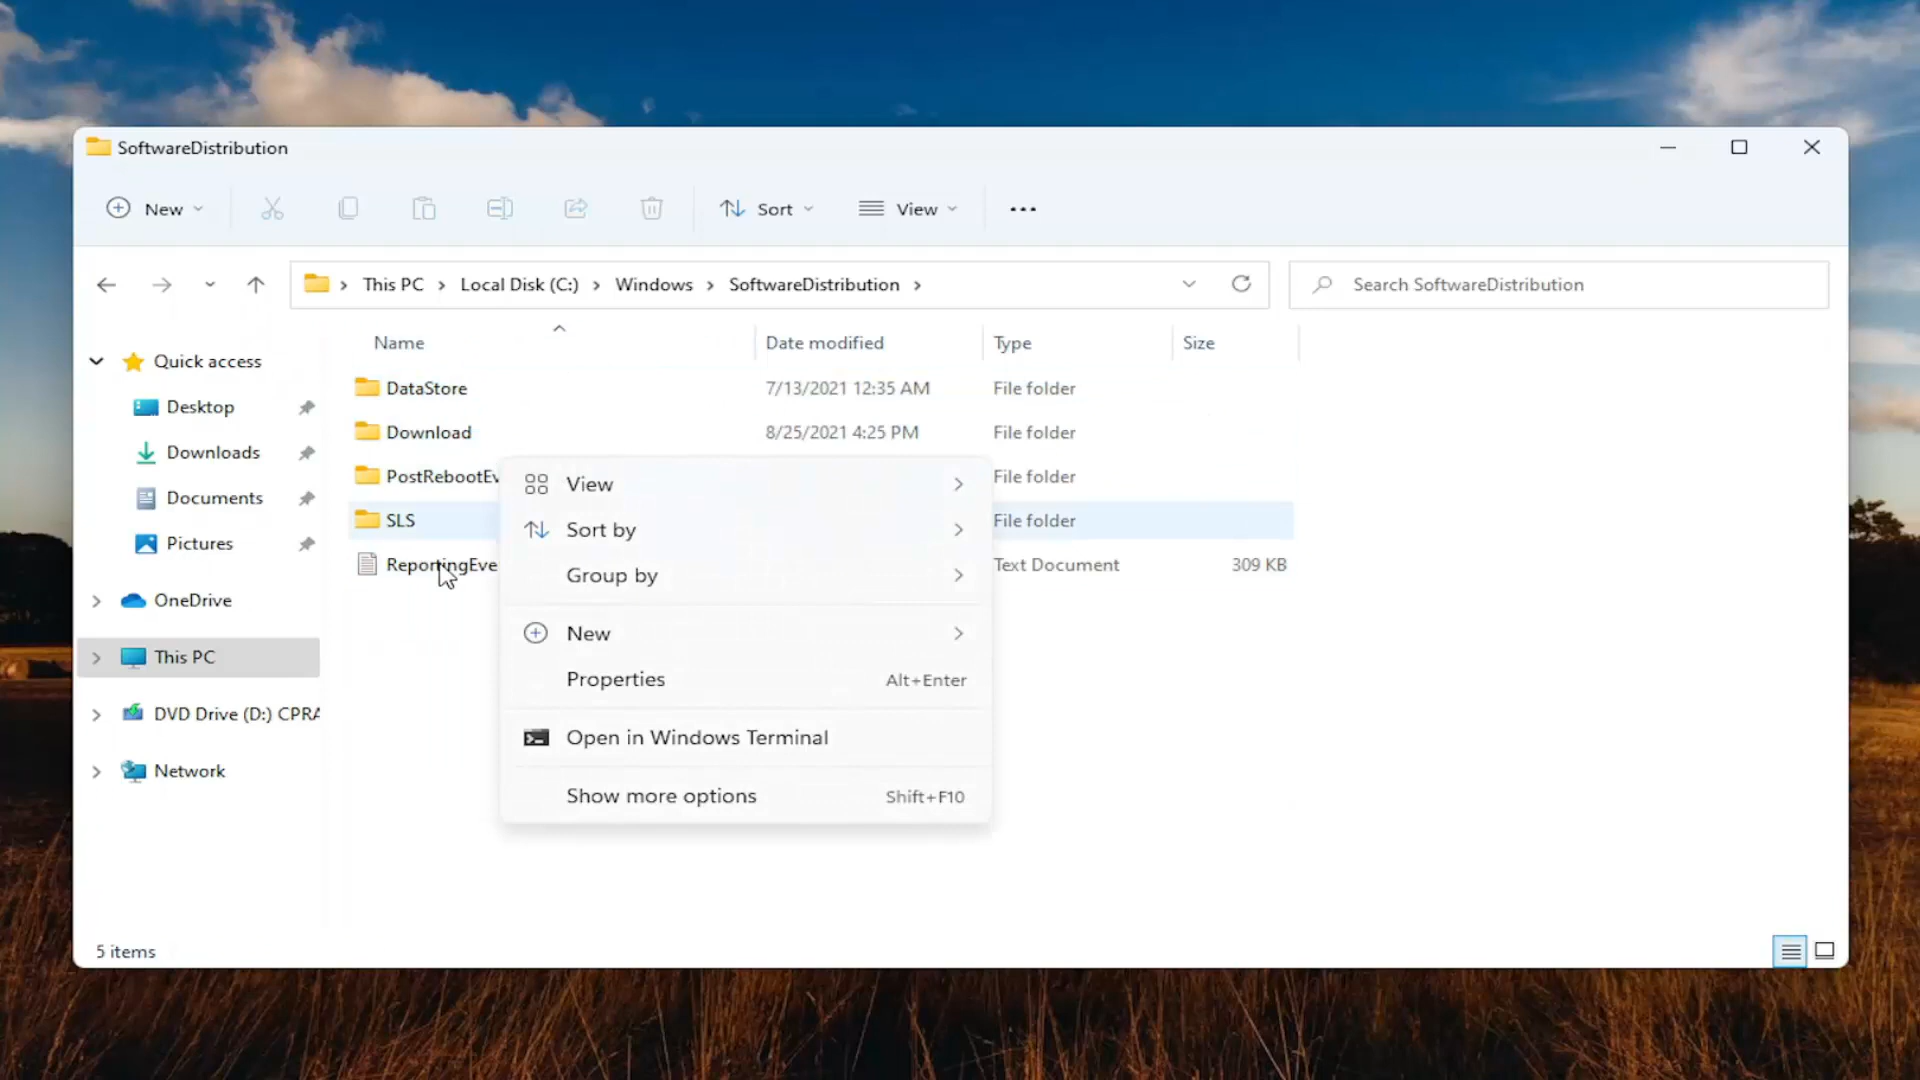 SoftwareDistribution
New
Sort
View
This PC > Local Disk (C:) > Windows > SoftwareDistribution >
Search SoftwareDistribution
Name
Date modified
Type
Size
Quick access
Desktop
Downloads
Documents
Pictures
OneDrive
This PC
DVD Drive (D:) CPRA
Network
DataStore 7/13/2021 12:35 AM File folder
Download 8/25/2021 4:25 PM File folder
PostRebootEv File folder
SLS File folder
ReportingEve Text Document 309 KB
View
Sort by
Group by
New
Properties Alt+Enter
Open in Windows Terminal
Show more options Shift+F10
5 items